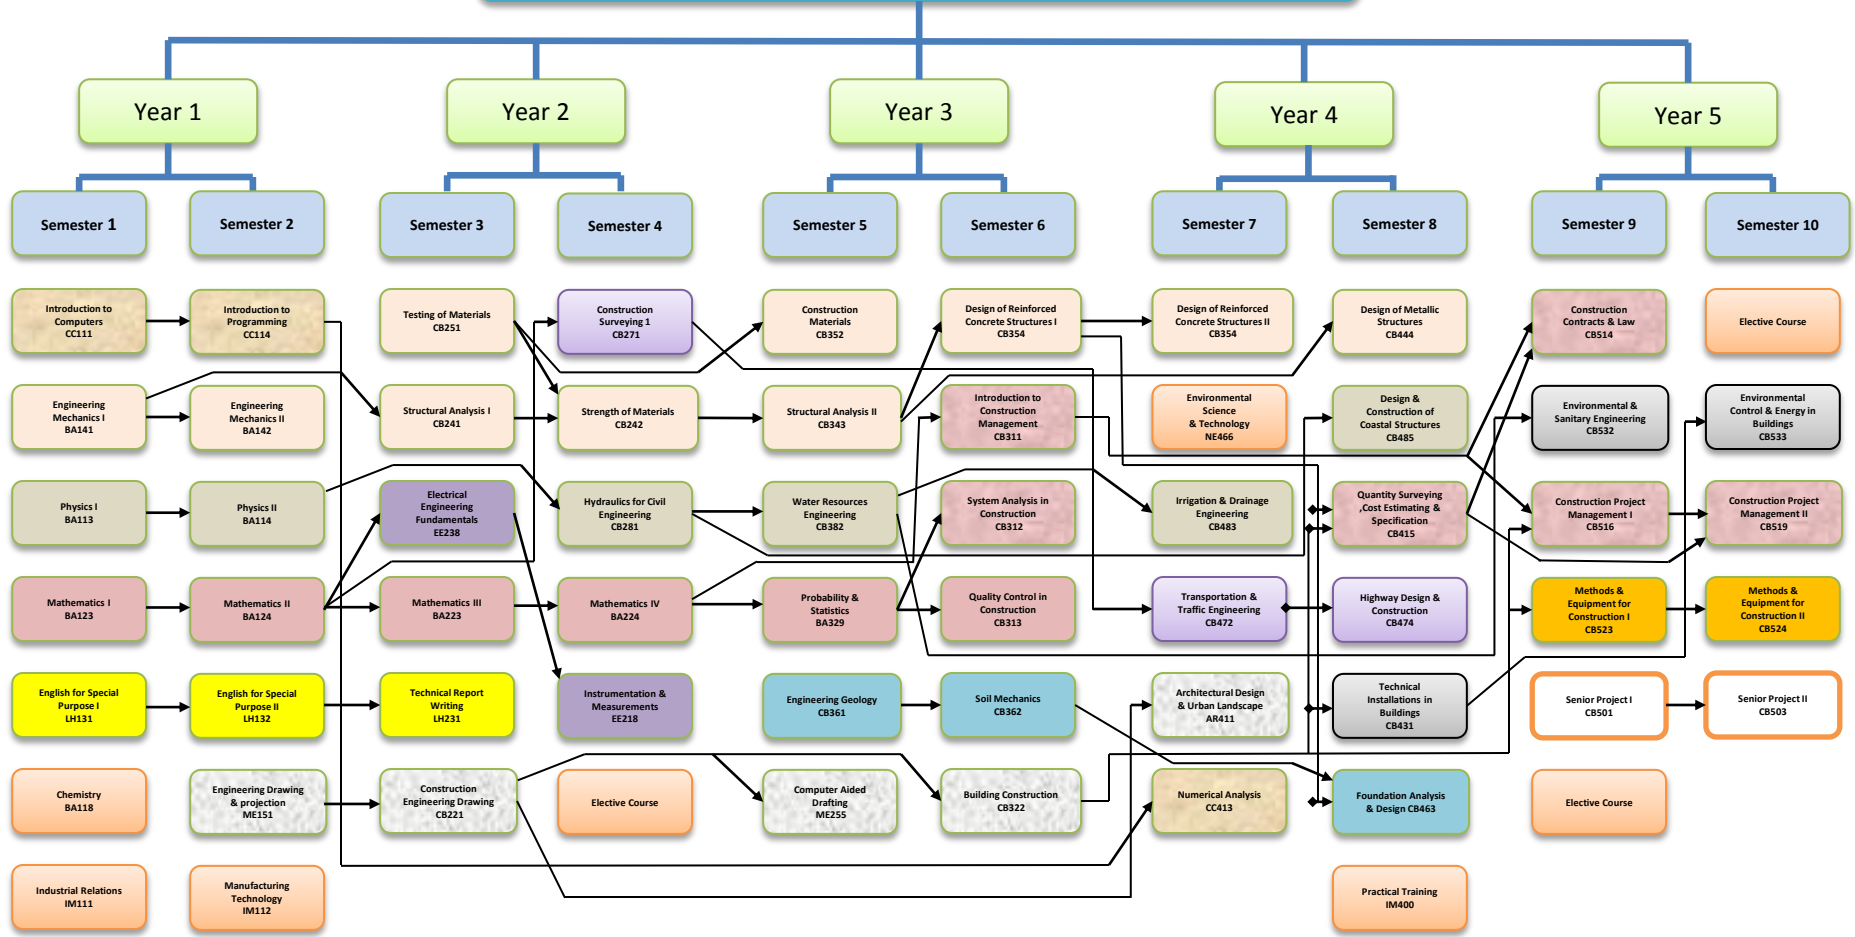 Year 1
Year 2
Year 3
Year 4
Year 5
Semester 1
Semester 2
Semester 3
Semester 4
Semester 5
Semester 6
Semester 7
Semester 8
Semester 9
Semester 10
Introduction to
Computers
CC111
Introduction to
Programming
CC114
Testing of Materials
CB251
Construction
Surveying 1
CB271
Construction
Materials
CB352
Design of Reinforced
Concrete Structures I
CB354
Design of Reinforced
Concrete Structures II
CB354
Design of Metallic
Structures
CB444
Construction
Contracts & Law
CB514
Elective Course
Engineering
Mechanics I
BA141
Engineering
Mechanics II
BA142
Structural Analysis I
CB241
Strength of Materials
CB242
Structural Analysis II
CB343
Introduction to
Construction
Management
CB311
Environmental
Science
& Technology
NE466
Design &
Construction of
Coastal Structures
CB485
Environmental &
Sanitary Engineering
CB532
Environmental
Control & Energy in
Buildings
CB533
Physics I
BA113
Physics II
BA114
Electrical
Engineering
Fundamentals
EE238
Hydraulics for Civil
Engineering
CB281
Water Resources
Engineering
CB382
System Analysis in
Construction
CB312
Irrigation & Drainage
Engineering
CB483
Quantity Surveying
,Cost Estimating &
Specification
CB415
Construction Project
Management I
CB516
Construction Project
Management II
CB519
Mathematics I
BA123
Mathematics II
BA124
Mathematics III
BA223
Mathematics IV
BA224
Probability &
Statistics
BA329
Quality Control in
Construction
CB313
Transportation &
Traffic Engineering
CB472
Highway Design &
Construction
CB474
Methods &
Equipment for
Construction I
CB523
Methods &
Equipment for
Construction II
CB524
English for Special
Purpose I
LH131
English for Special
Purpose II
LH132
Technical Report
Writing
LH231
Instrumentation &
Measurements
EE218
Engineering Geology
CB361
Soil Mechanics
CB362
Architectural Design
& Urban Landscape
AR411
Technical
Installations in
Buildings
CB431
Senior Project I
CB501
Senior Project II
CB503
Chemistry
BA118
Engineering Drawing
& projection
ME151
Construction
Engineering Drawing
CB221
Elective Course
Computer Aided
Drafting
ME255
Building Construction
CB322
Numerical Analysis
CC413
Foundation Analysis
& Design CB463
Elective Course
Industrial Relations
IM111
Manufacturing
Technology
IM112
Practical Training
IM400